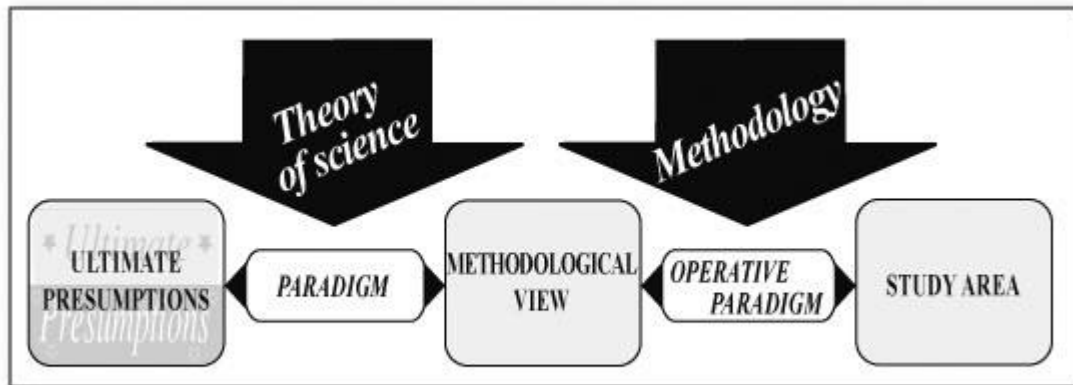 Theory
of science
Methodology
* Ultimate *
Presumptions
ULTIMATE
PRESUMPTIONS
PARADIGM
METHODOLOGICAL
VIEW
OPERATIVE
PARADIGM
STUDY AREA